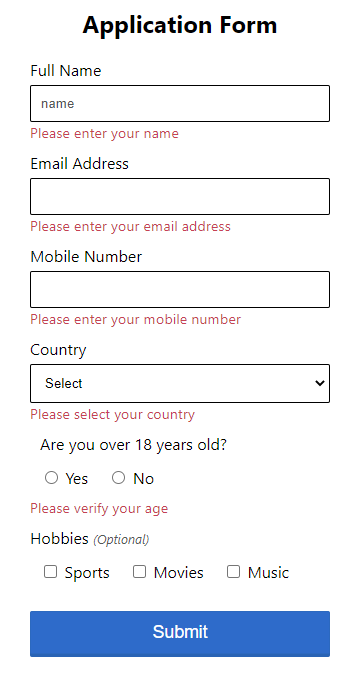 Application Form
Full Name
name
Please enter your name
Email Address
Please enter your email address
Mobile Number
Please enter your mobile number
Country
Select
Please select your country
Are you over 18 years old?
Yes No
Please verify your age
Hobbies (Optional)
Sports Movies Music
Submit